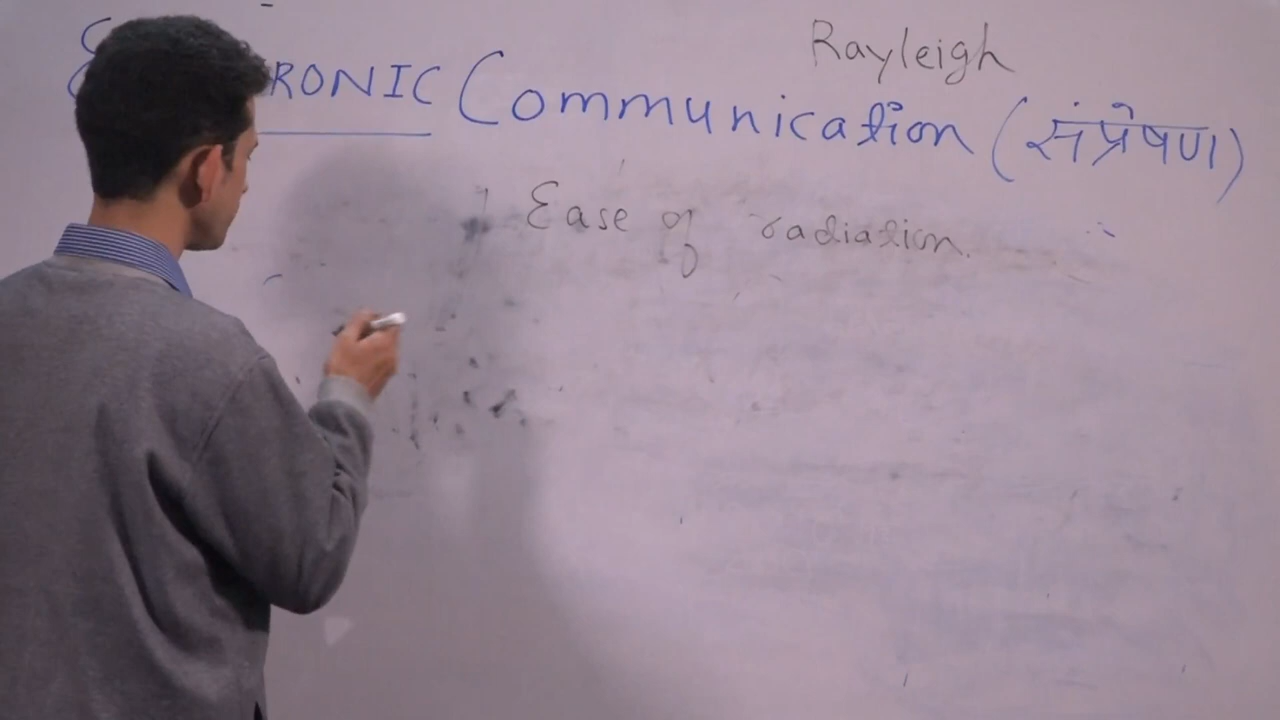 Rayleigh
RONIC Communication (संप्रेषण)
Ease of radiation.